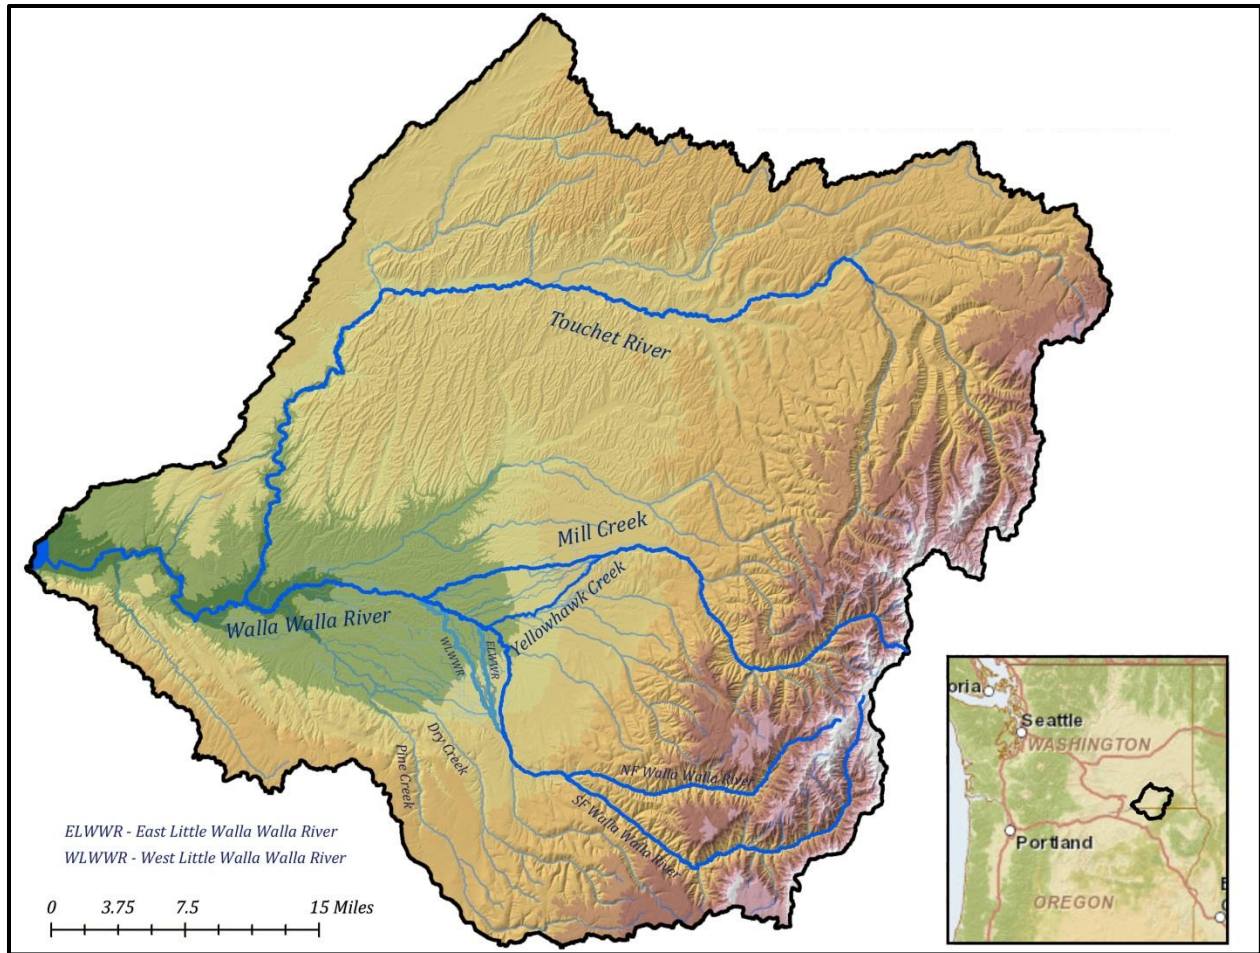 Touchet River
Mill Creek
Yellowhawk Creek
Walla Walla River
WLWWR
ELWWR
Dry Creek
Pine Creek
NF Walla Walla River
SF Walla Walla River
ELWWR - East Little Walla Walla River
WLWWR - West Little Walla Walla River
0 3.75 7.5 15 Miles
oria
Seattle
WASHINGTON
Portland
OREGON